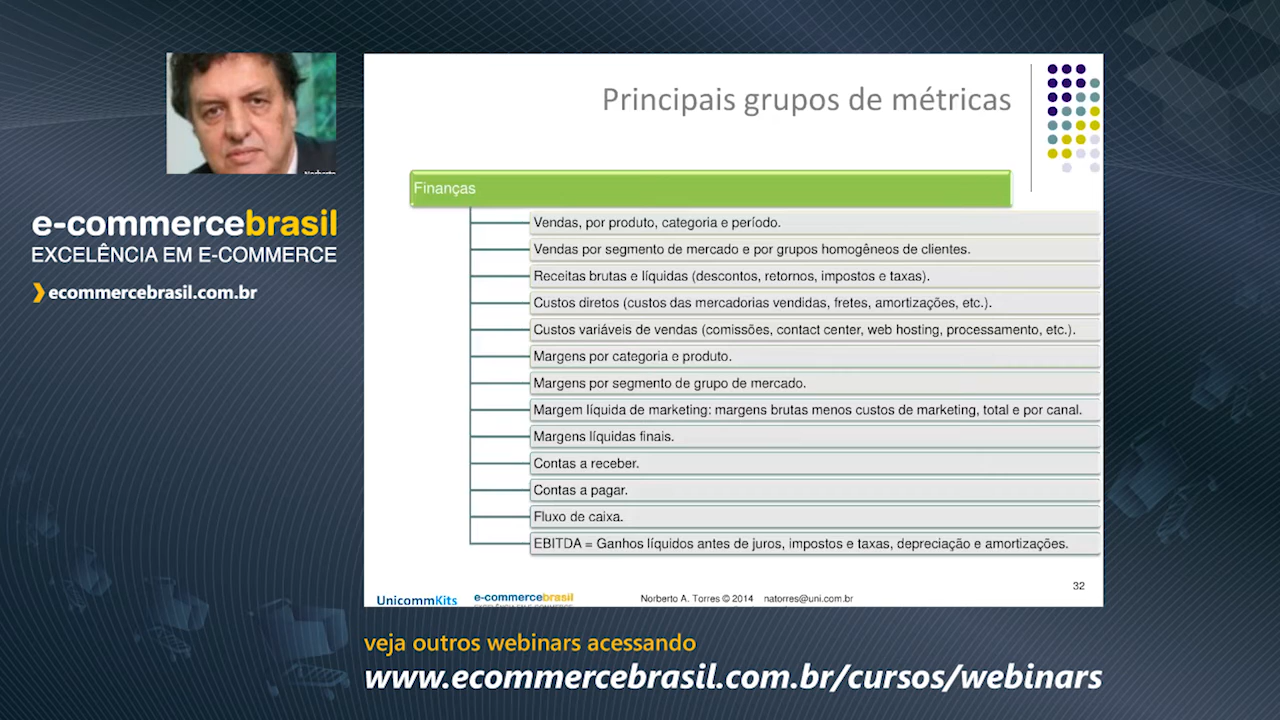 Principais grupos de métricas
Norberto
e-commercebrasil
EXCELÊNCIA EM E-COMMERCE
ecommercebrasil.com.br
Finanças
Vendas, por produto, categoria e período.
Vendas por segmento de mercado e por grupos homogêneos de clientes.
Receitas brutas e líquidas (descontos, retornos, impostos e taxas).
Custos diretos (custos das mercadorias vendidas, fretes, amortizações, etc.).
Custos variáveis de vendas (comissões, contact center, web hosting, processamento, etc.).
Margens por categoria e produto.
Margens por segmento de grupo de mercado.
Margem líquida de marketing: margens brutas menos custos de marketing, total e por canal.
Margens líquidas finais.
Contas a receber.
Contas a pagar.
Fluxo de caixa.
EBITDA = Ganhos líquidos antes de juros, impostos e taxas, depreciação e amortizações.
32
UnicommKits
e-commercebrasil
EXCELÊNCIA EM E-COMMERCE
Norberto A. Torres © 2014 natorres@uni.com.br
veja outros webinars acessando
www.ecommercebrasil.com.br/cursos/webinars